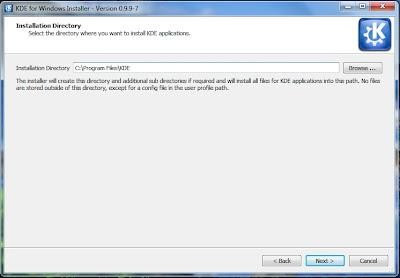 KDE for Windows Installer - Version 0.9.9-7
Installation Directory
Select the directory where you want to install KDE applications.
Installation Directory C:\Program Files\KDE Browse ...
The installer will create this directory and additional sub directories if required and will install all files for KDE applications into this path. No files
are stored outside of this directory, except for a config file in the user profile path.
< Back Next > Cancel